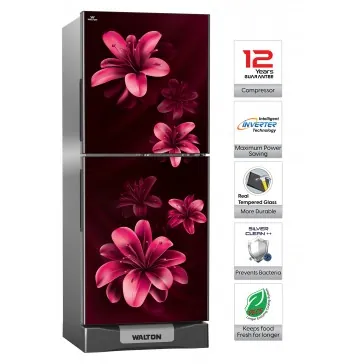 WALTON
WALTON
12
Years
GUARANTEE
Compressor
Intelligent
INVERTER
Technology
Maximum Power
Saving
Real
Tempered Glass
More Durable
SILVER
CLEAN ++
Prevents Bacteria
Keeps food
Fresh for longer